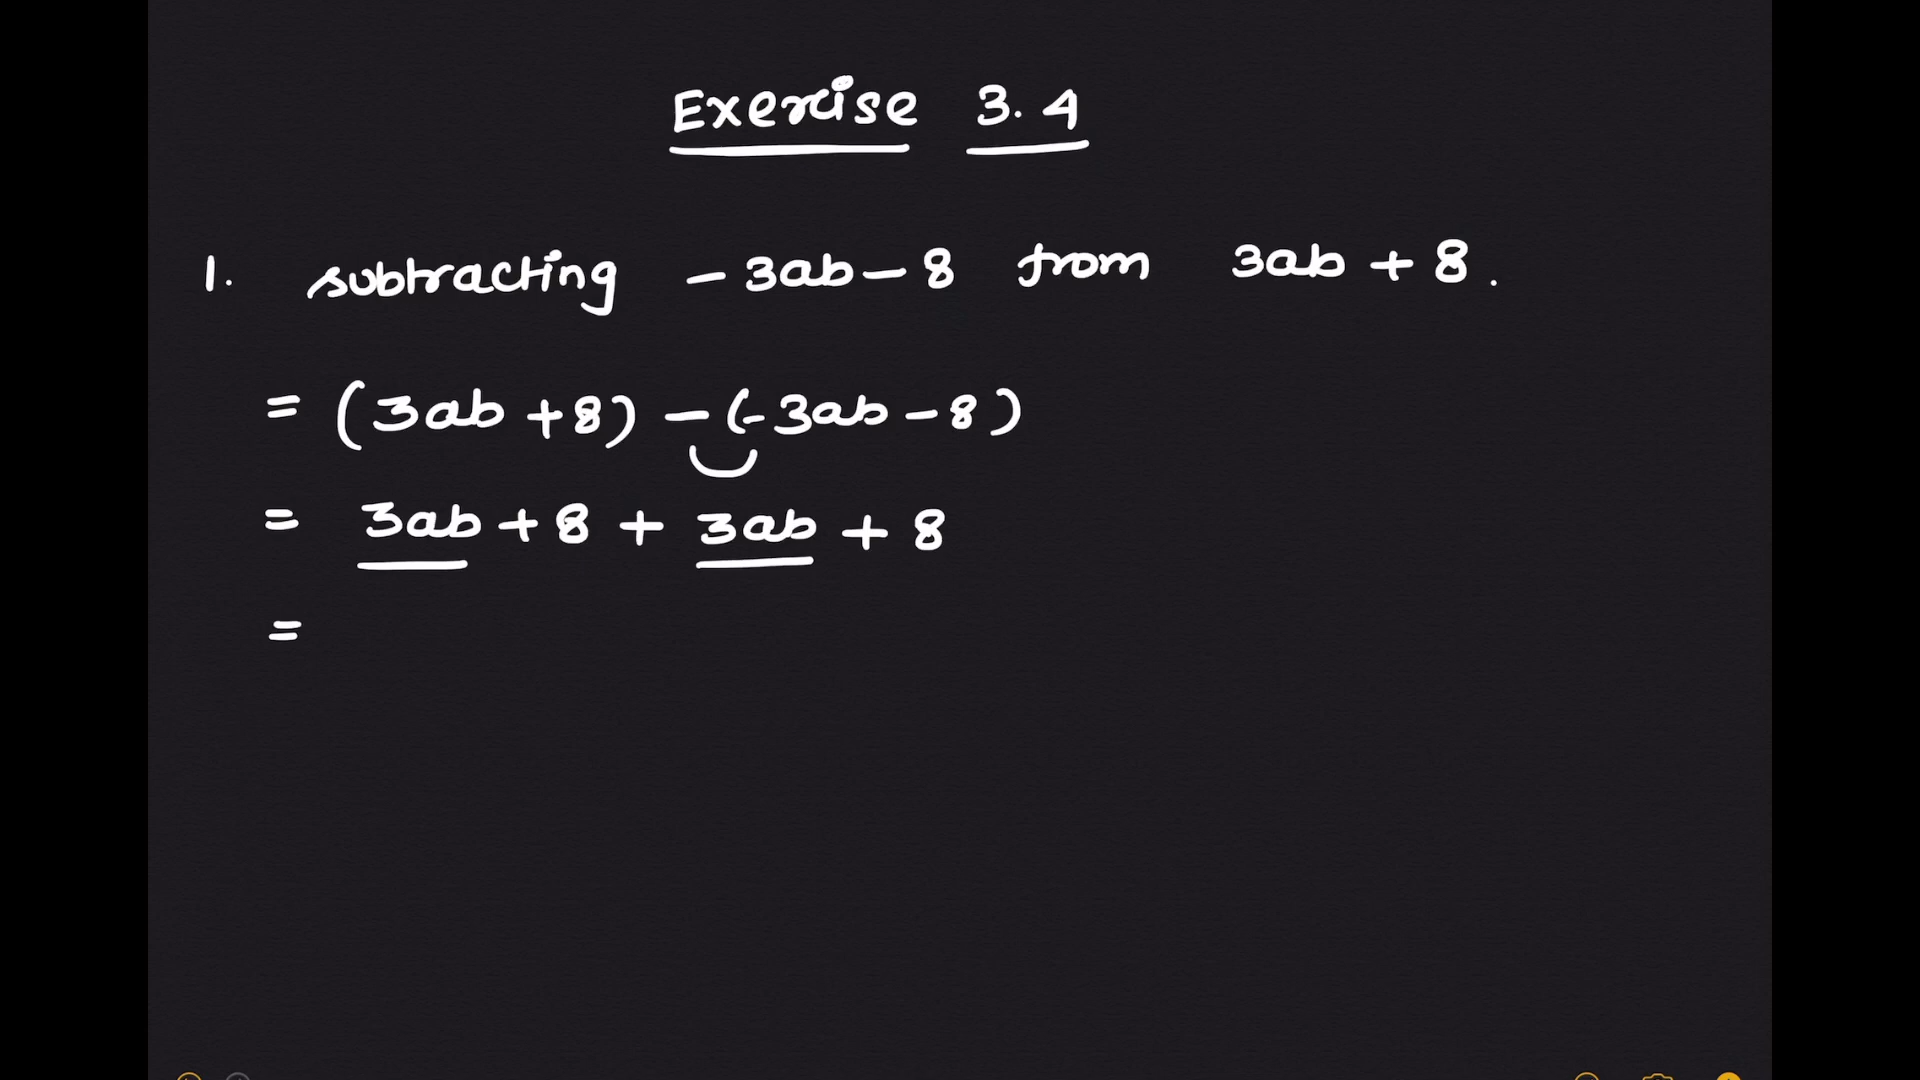 Exercise 3.4
1. subtracting -3ab-8 from 3ab + 8.
= (3ab +8) - (-3ab -8)
= 3ab +8 + 3ab + 8
=